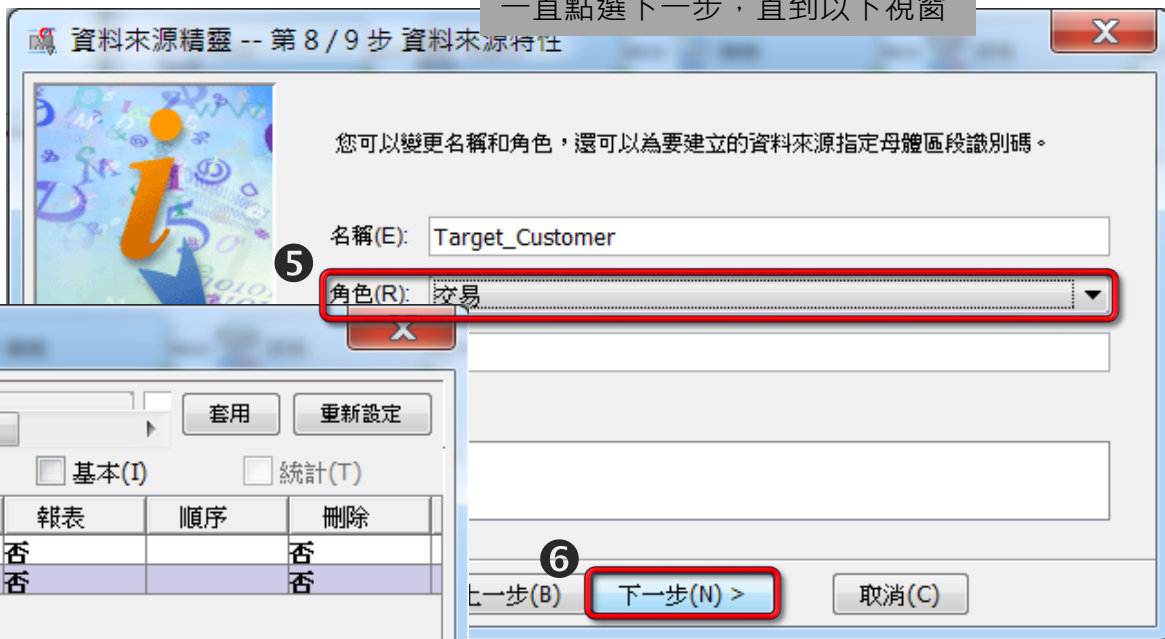 一直點選下一步，直到以下視窗
資料來源精靈 -- 第 8 / 9 步 資料來源特性
您可以變更名稱和角色，還可以為要建立的資料來源指定母體區段識別碼。
名稱(E): Target_Customer
5
角色(R): 交易
套用 重新設定
基本(I) 統計(T)
報表 順序 刪除
否 否
否 否
6
上一步(B) 下一步(N) > 取消(C)